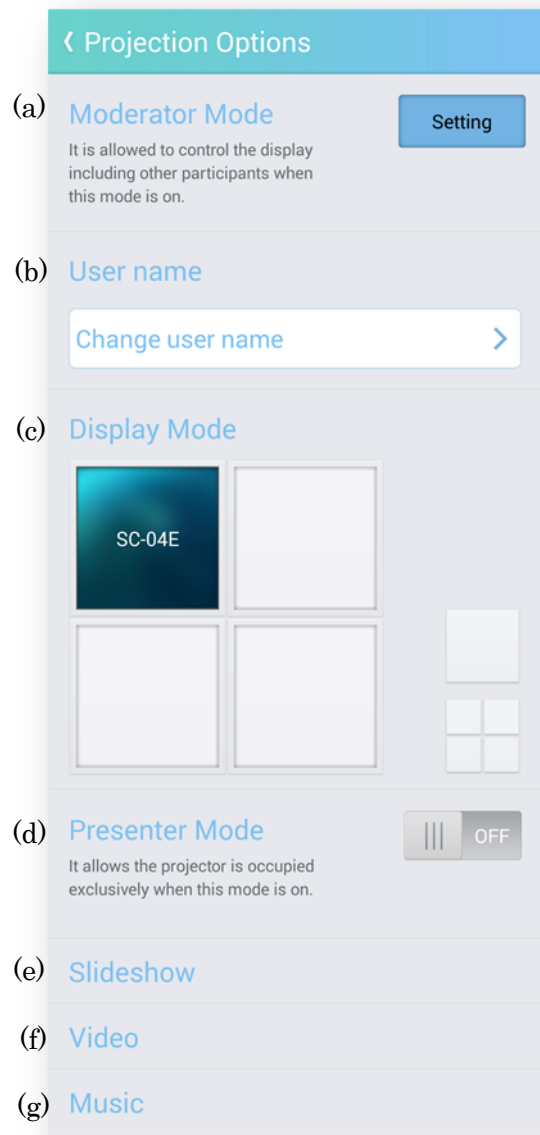 Projection Options
(a) Moderator Mode Setting
It is allowed to control the display
including other participants when
this mode is on.
(b) User name
Change user name
(c) Display Mode
SC-04E
(d) Presenter Mode OFF
It allows the projector is occupied
exclusively when this mode is on.
(e) Slideshow
(f) Video
(g) Music